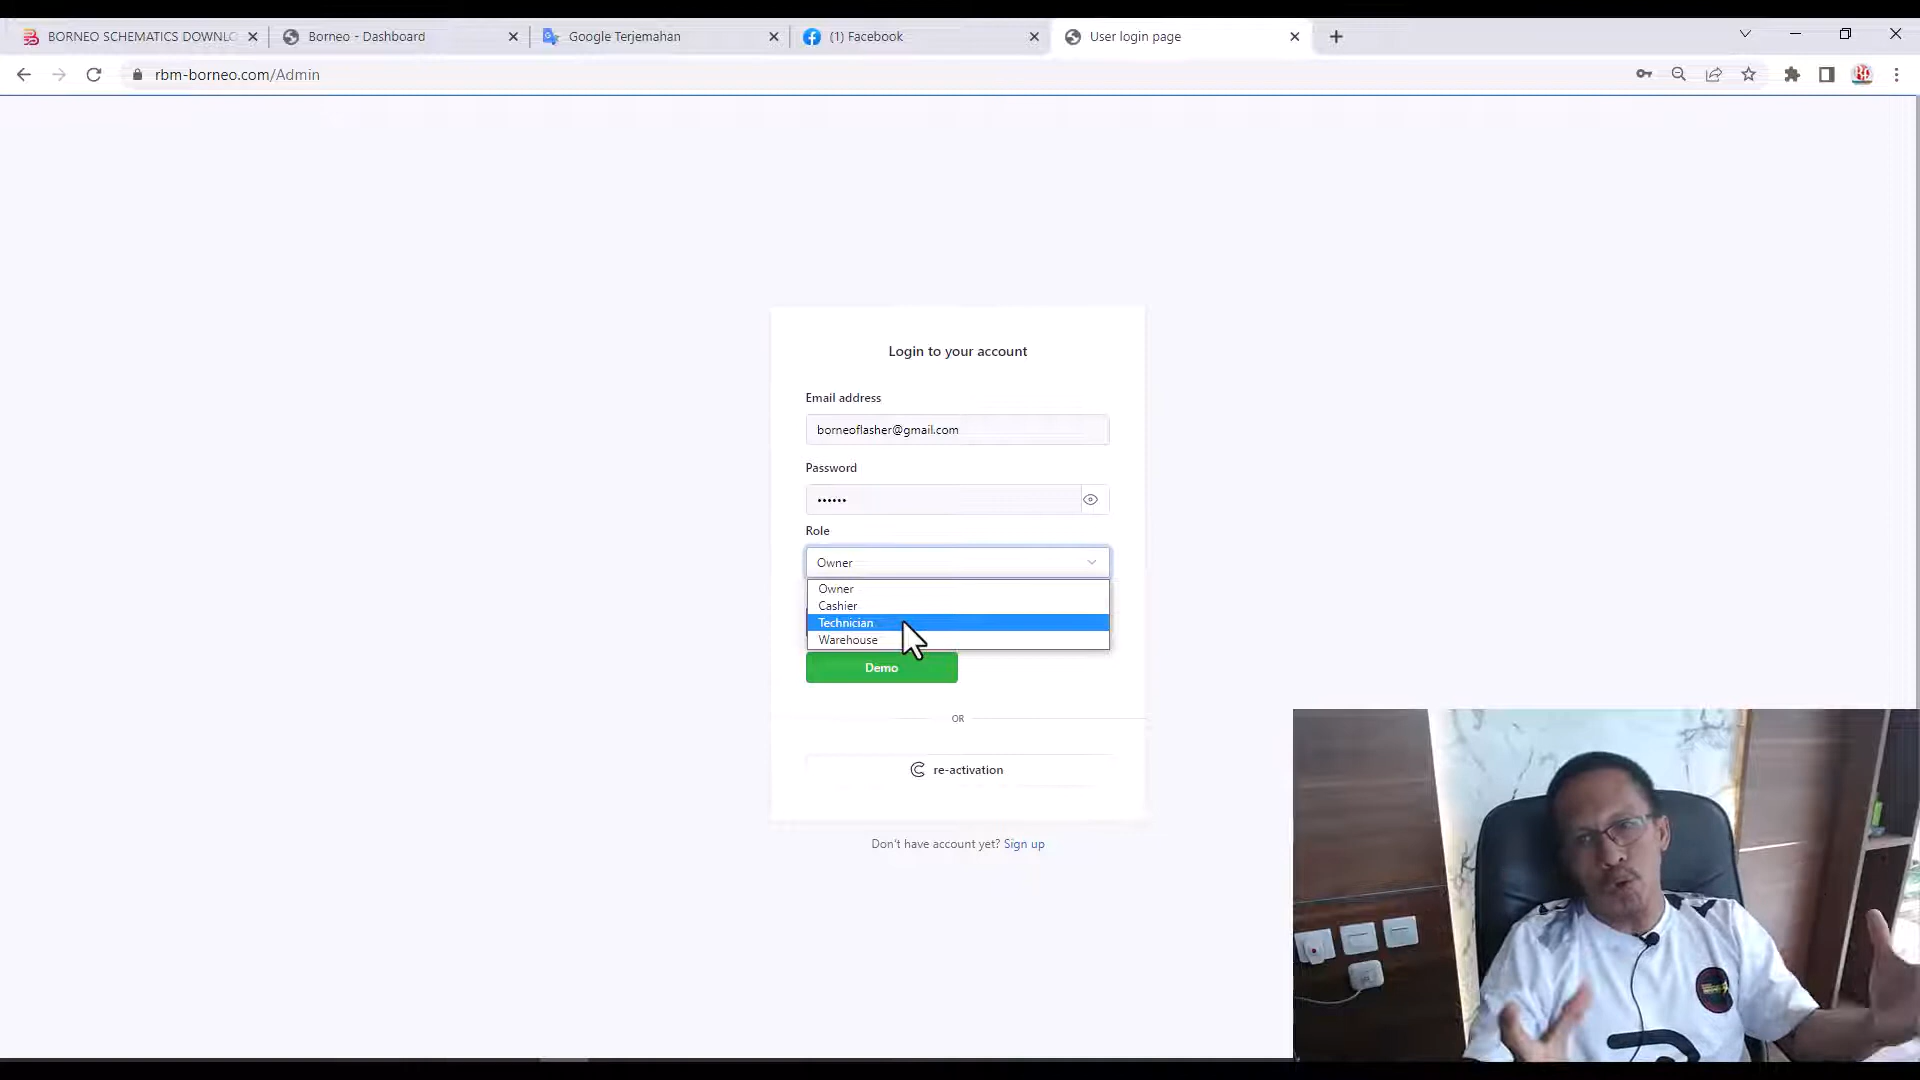 BORNEO SCHEMATICS DOWNLO
Borneo - Dashboard
Google Terjemahan
(1) Facebook
User login page
rbm-borneo.com/Admin
Login to your account
Email address
borneoflasher@gmail.com
Password
••••••
Role
Owner
Owner
Cashier
Technician
Warehouse
Demo
OR
re-activation
Don't have account yet? Sign up